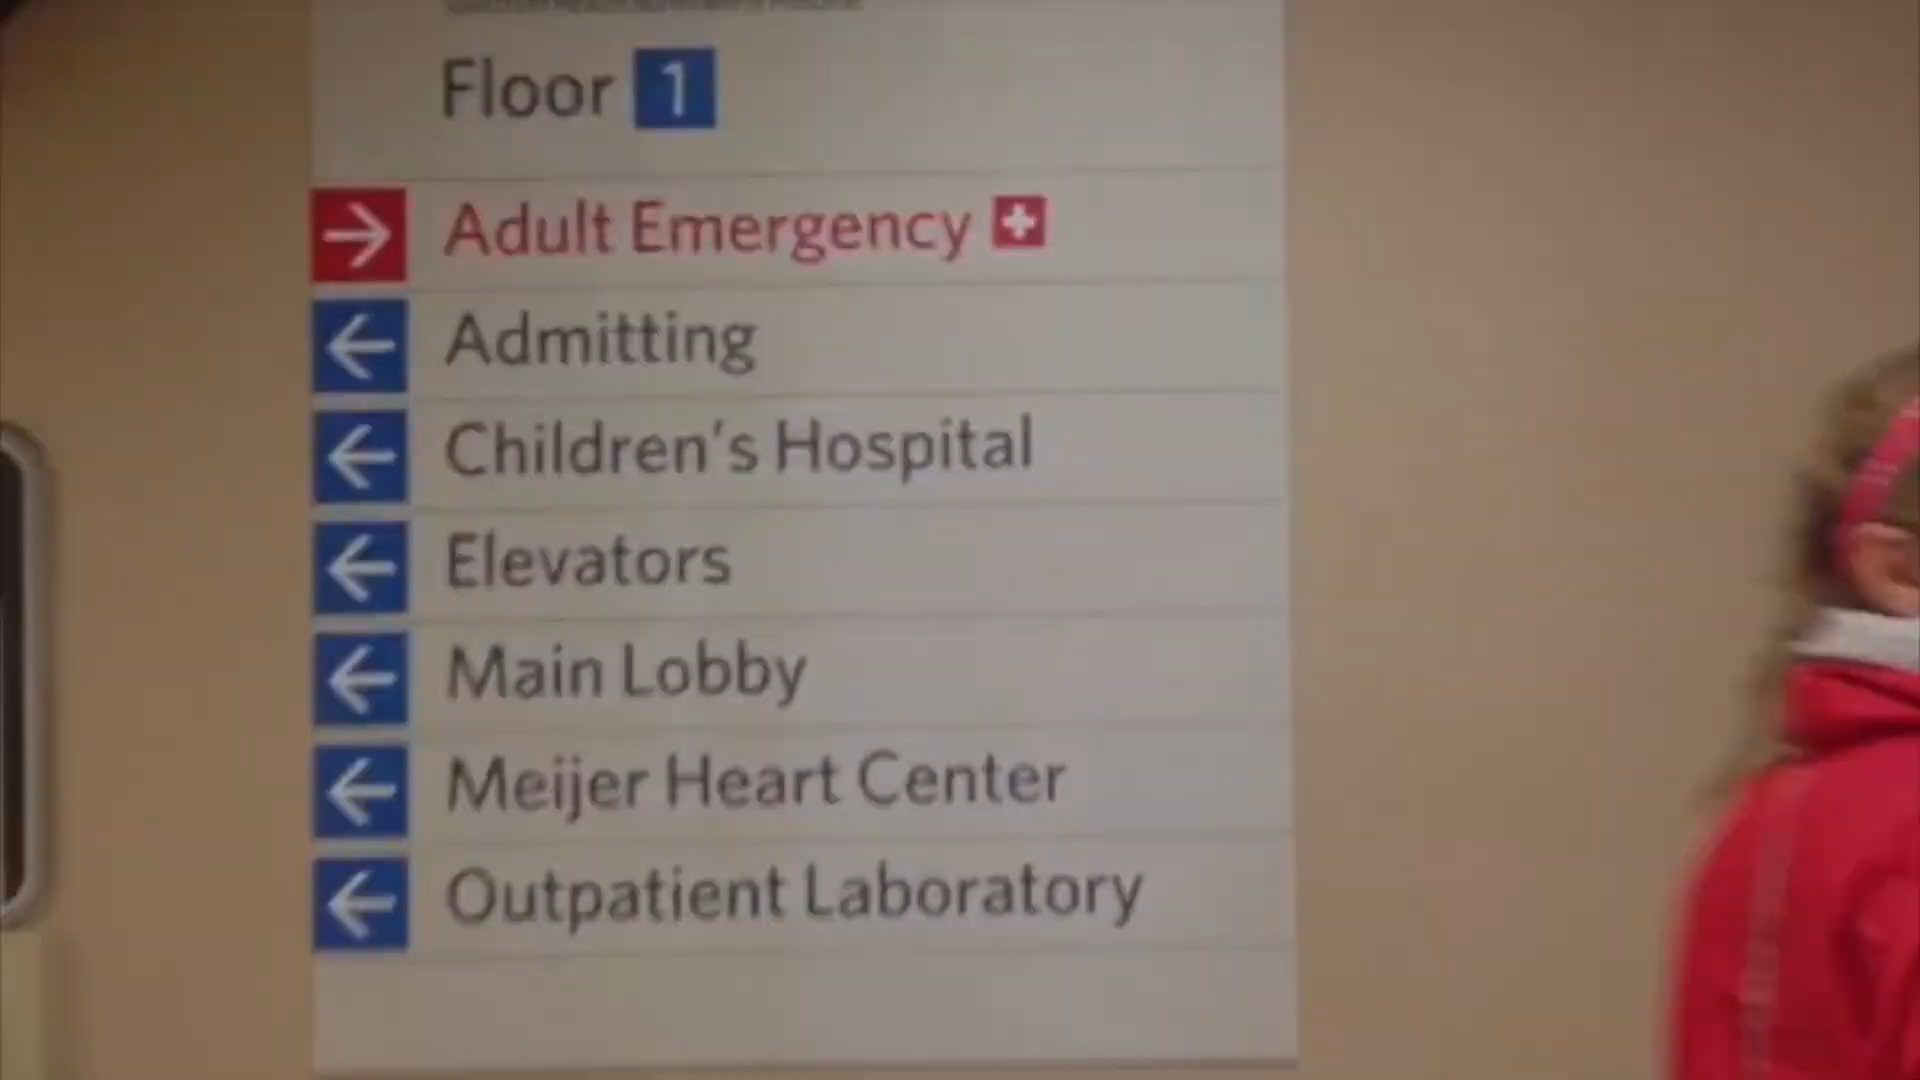 Floor 1
Adult Emergency
Admitting
Children's Hospital
Elevators
Main Lobby
Meijer Heart Center
Outpatient Laboratory